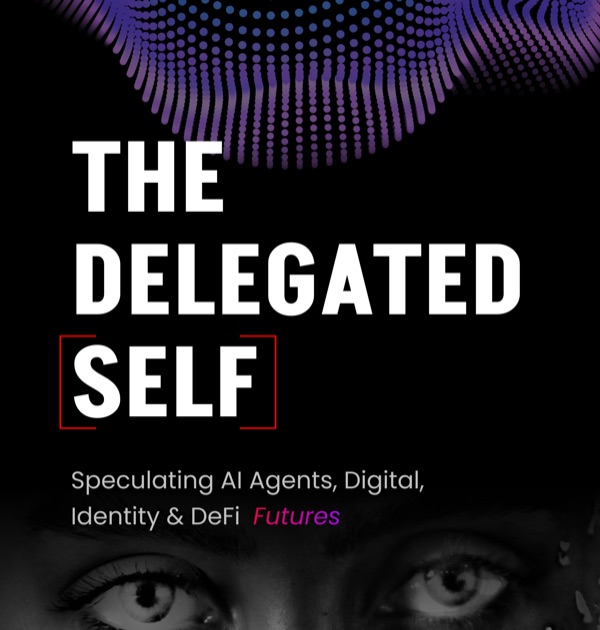 THE
DELEGATED
SELF
Speculating AI Agents, Digital,
Identity & DeFi Futures